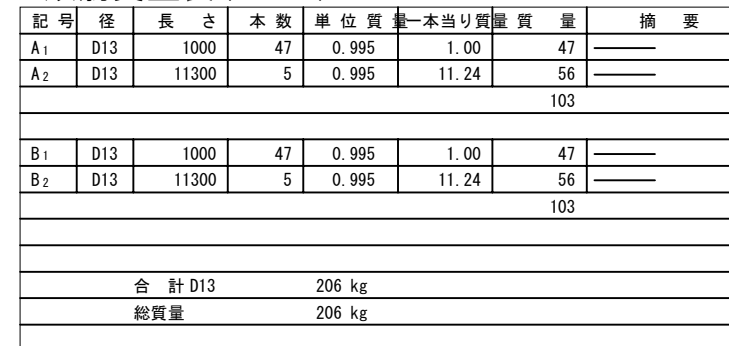 記 号 径 長 さ 本 数 単 位 質 量 一本当り質量 質 量 摘 要
A1 D13 1000 47 0.995 1.00 47
A2 D13 11300 5 0.995 11.24 56
103
B1 D13 1000 47 0.995 1.00 47
B2 D13 11300 5 0.995 11.24 56
103
合 計 D13 206 kg
総質量 206 kg